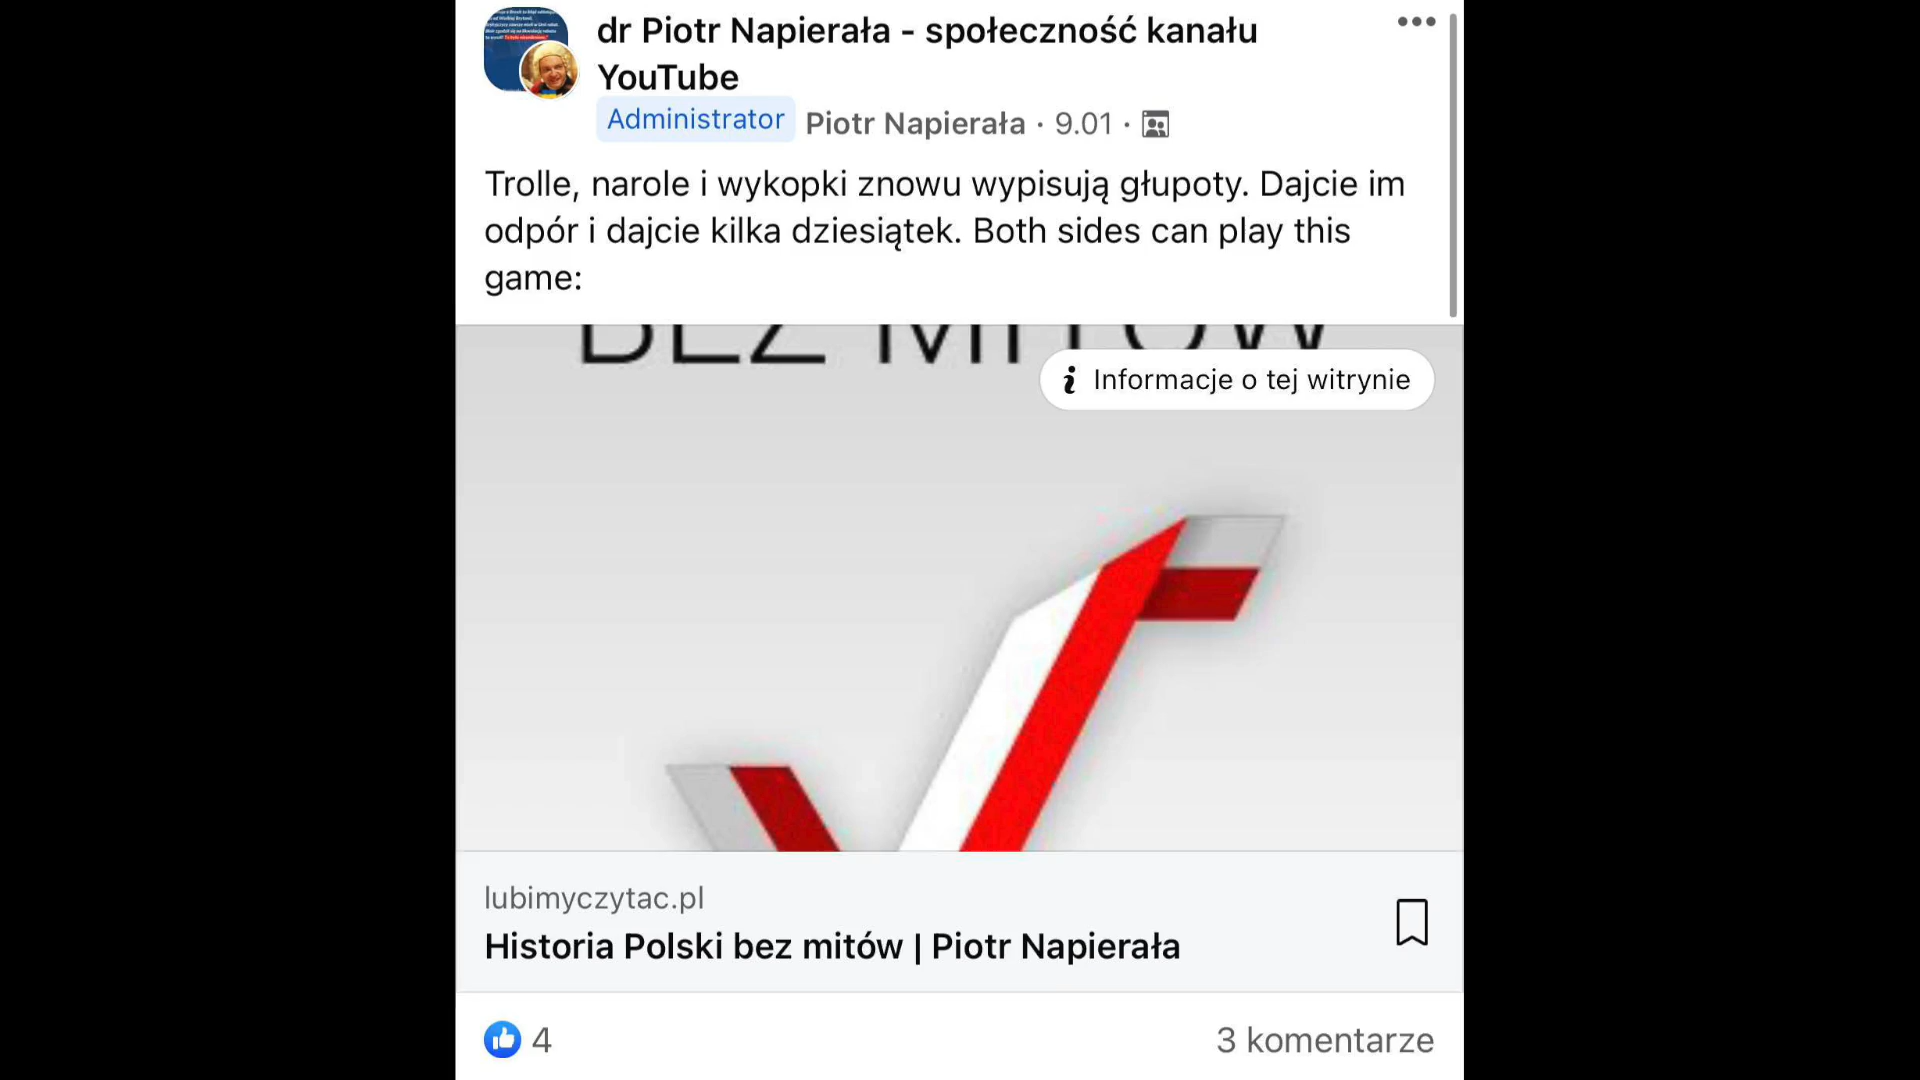 dr Piotr Napierała - społeczność kanału
YouTube
Administrator Piotr Napierała · 9.01 ·
Trolle, narole i wykopki znowu wypisują głupoty. Dajcie im
odpór i dajcie kilka dziesiątek. Both sides can play this
game:
BEZ MITÓW
Informacje o tej witrynie
lubimyczytac.pl
Historia Polski bez mitów | Piotr Napierała
4
3 komentarze